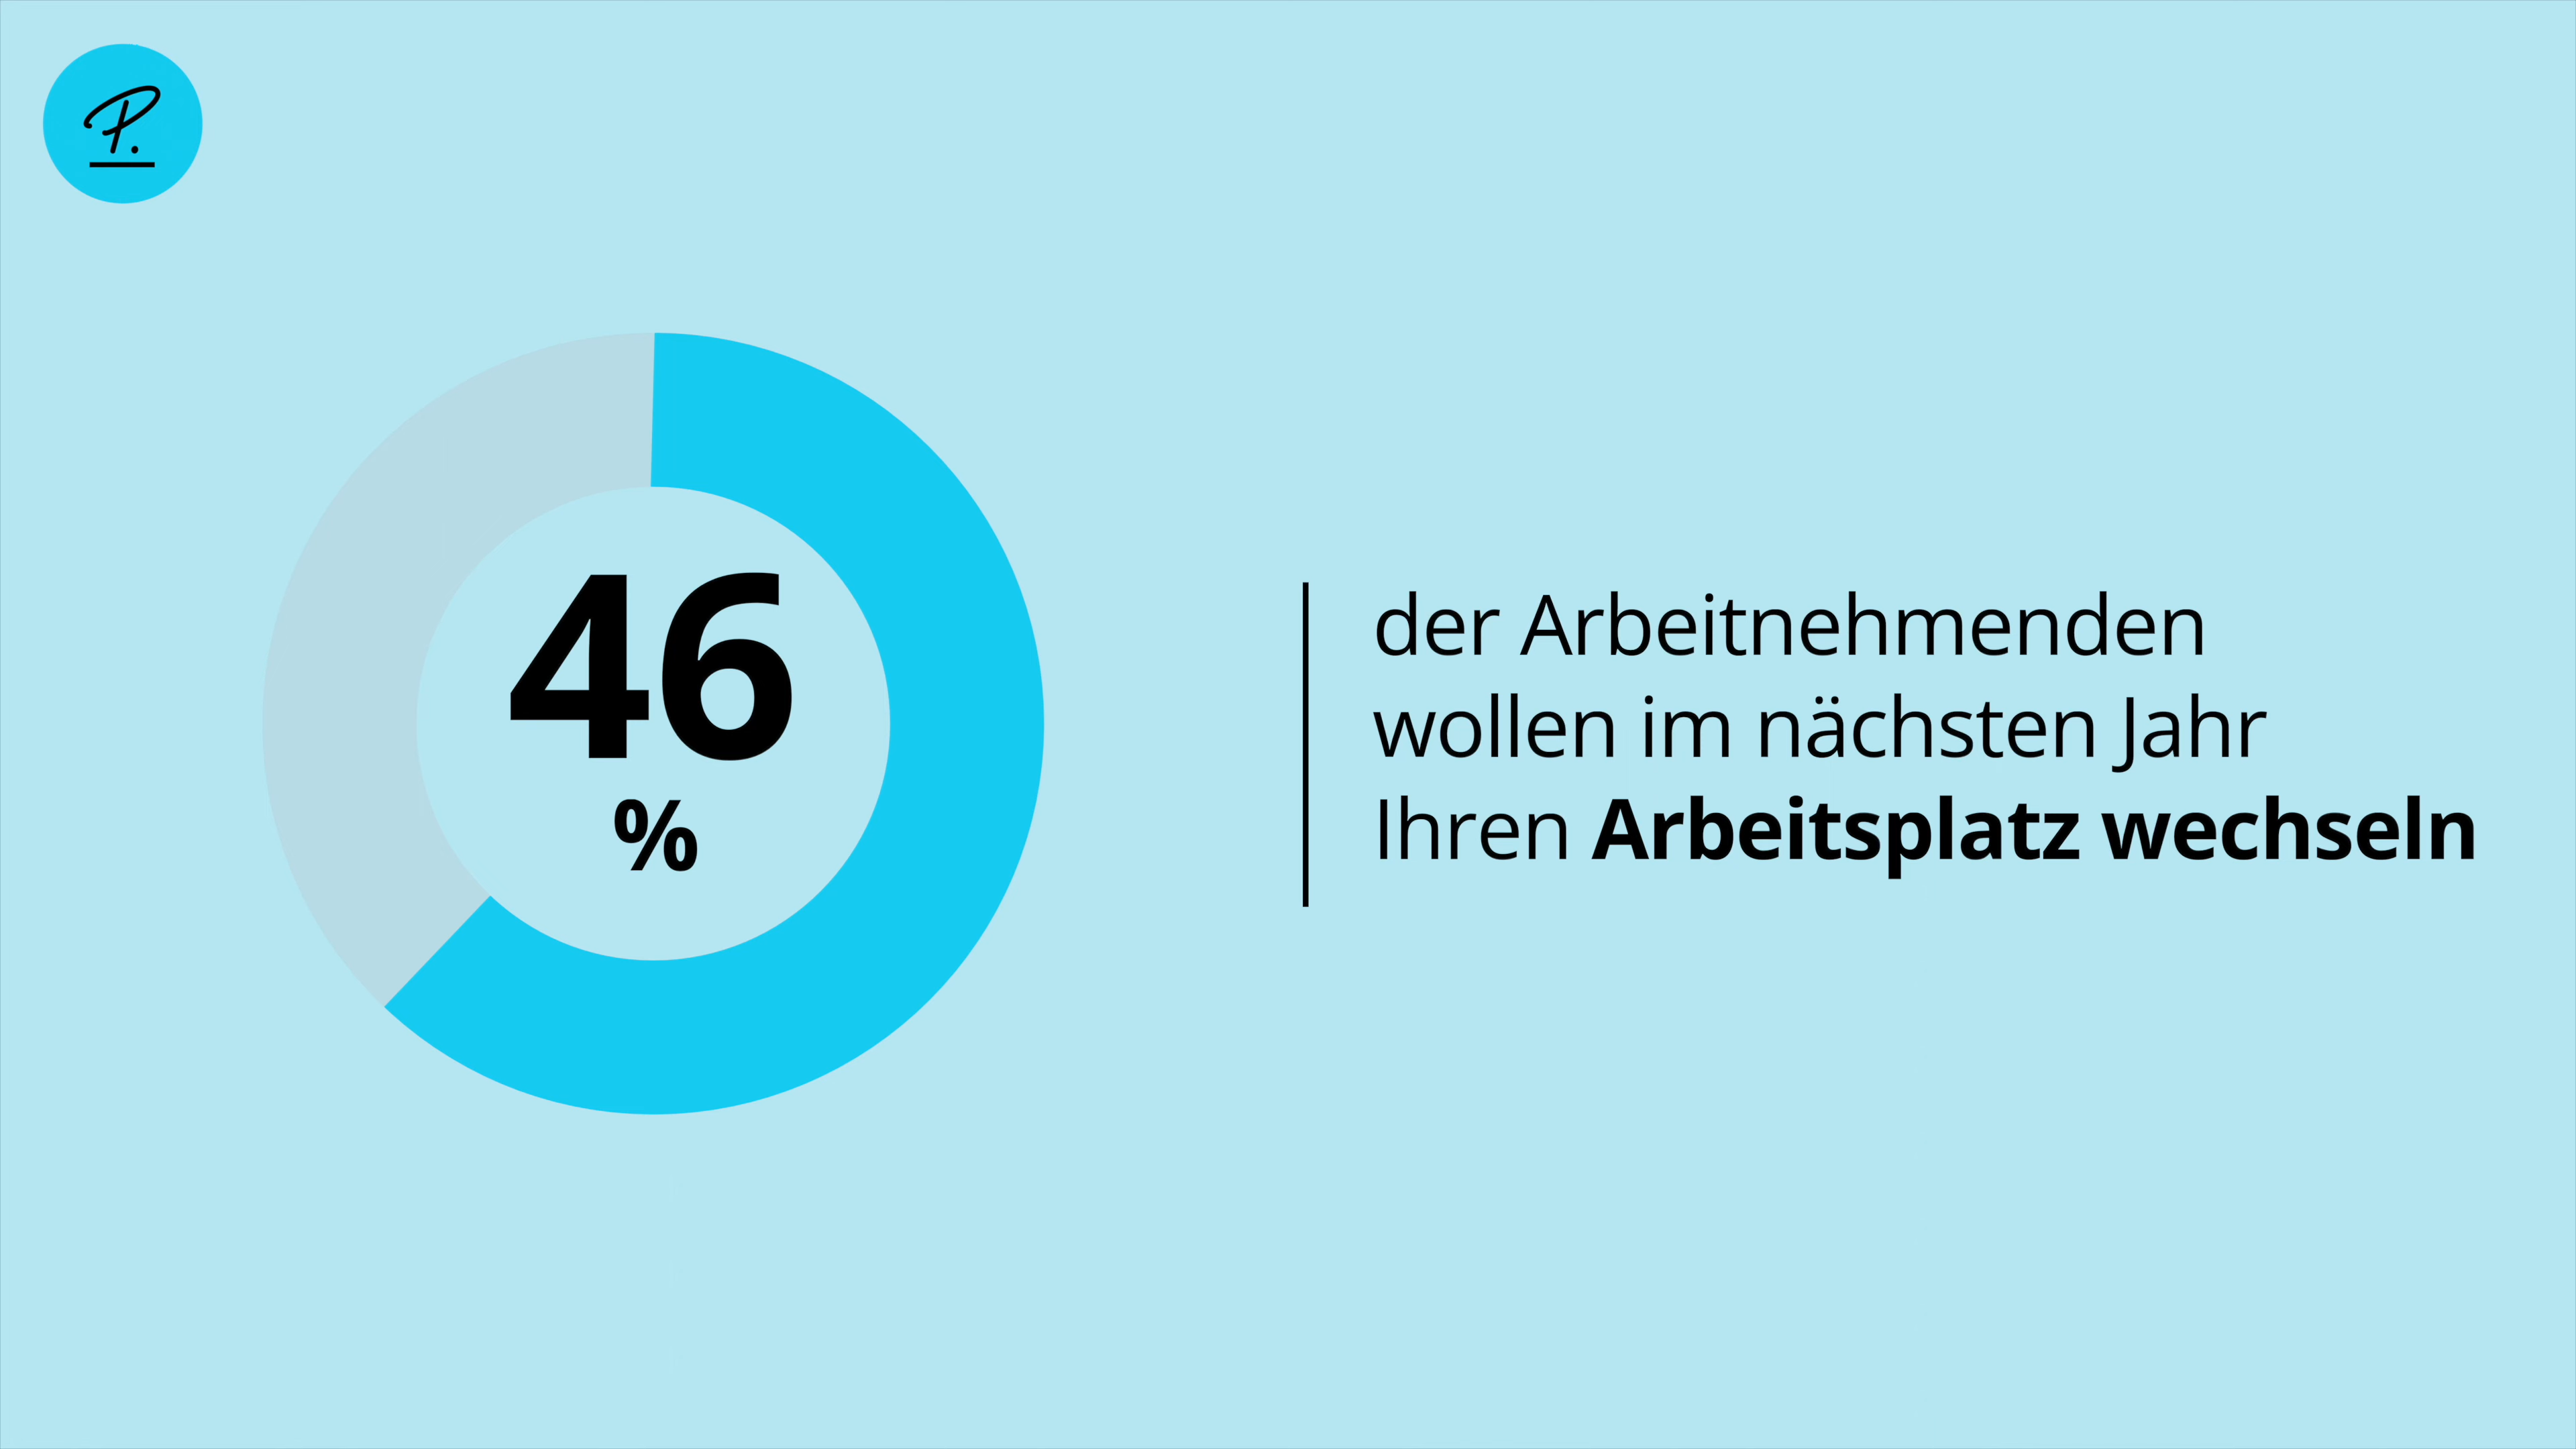 P.
46
%
der Arbeitnehmenden
wollen im nächsten Jahr
Ihren Arbeitsplatz wechseln